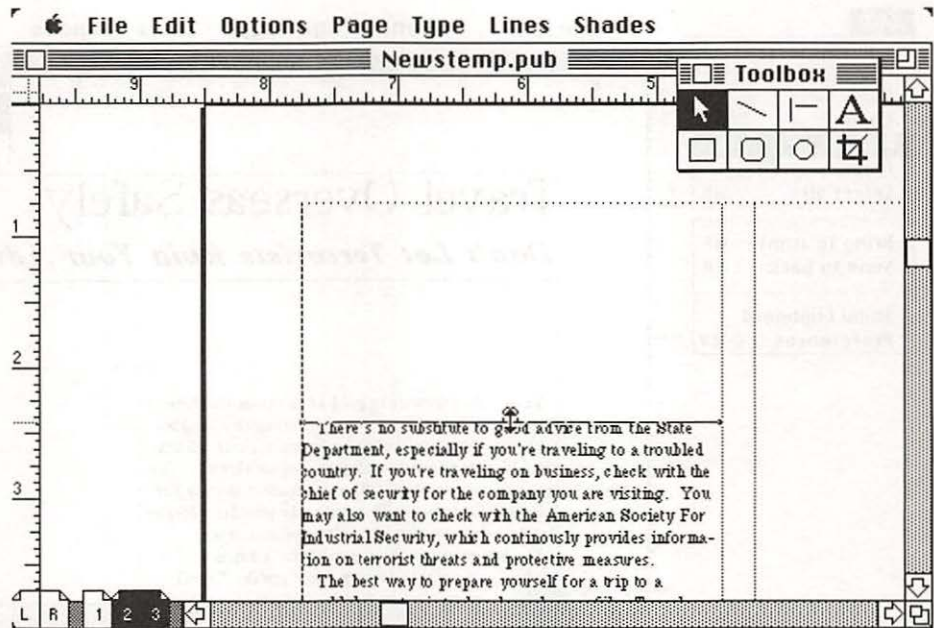 File Edit Options Page Type Lines Shades
Newstemp.pub
Toolbox
A
9 8 7 6 5
1
2
3
There's no substitute to good advice from the State
Department, especially if you're traveling to a troubled
country. If you're traveling on business, check with the
chief of security for the company you are visiting. You
may also want to check with the American Society For
Industrial Security, which continously provides informa-
tion on terrorist threats and protective measures.
The best way to prepare yourself for a trip to a
L R 1 2 3